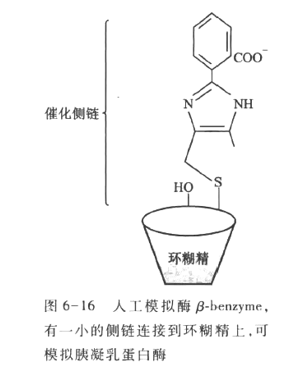 COO⁻
N
NH
催化侧链
S
HO
环糊精
图 6-16 人工模拟酶 β-benzyme,
有一小的侧链连接到环糊精上,可
模拟胰凝乳蛋白酶